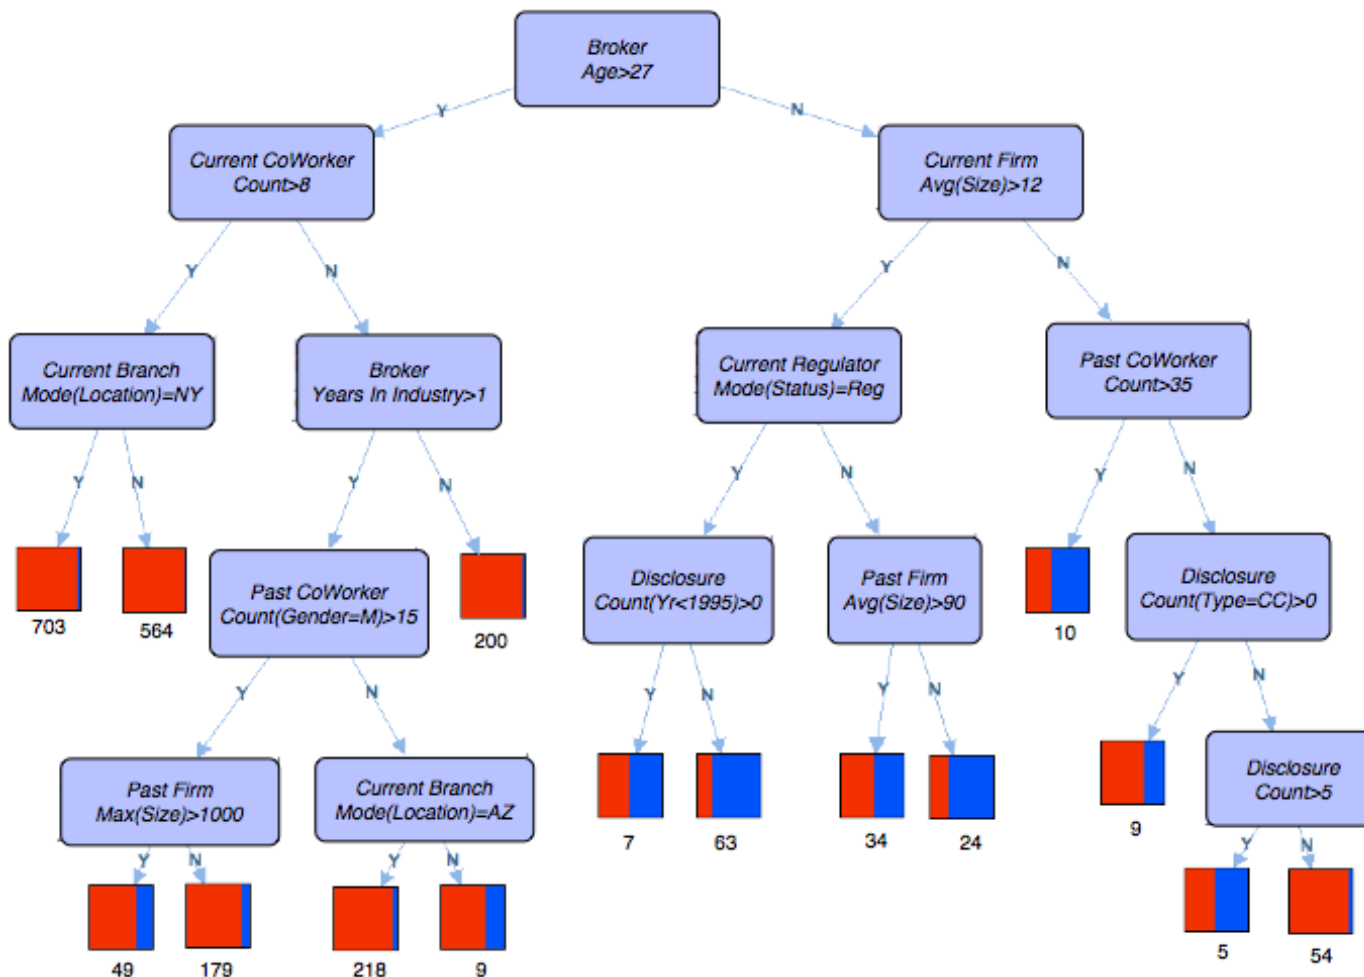 Broker
Age>27
Y
N
Current CoWorker
Count>8
Current Firm
Avg(Size)>12
Y
N
Y
N
Current Branch
Mode(Location)=NY
Broker
Years In Industry>1
Current Regulator
Mode(Status)=Reg
Past CoWorker
Count>35
Y
N
Y
N
Y
N
Y
N
703
564
Past CoWorker
Count(Gender=M)>15
200
Disclosure
Count(Yr<1995)>0
Past Firm
Avg(Size)>90
10
Disclosure
Count(Type=CC)>0
Y
N
Y
N
Y
N
Y
N
Past Firm
Max(Size)>1000
Current Branch
Mode(Location)=AZ
7
63
34
24
9
Disclosure
Count>5
Y
N
Y
N
Y
N
49
179
218
9
5
54